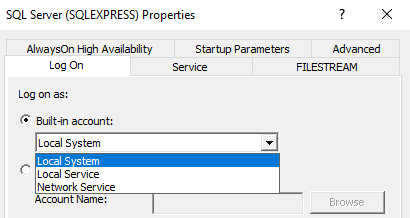 SQL Server (SQLEXPRESS) Properties
AlwaysOn High Availability Startup Parameters Advanced
Log On Service FILESTREAM
Log on as:
Built-in account:
Local System
Local System
Local Service
Network Service
Account Name: Browse